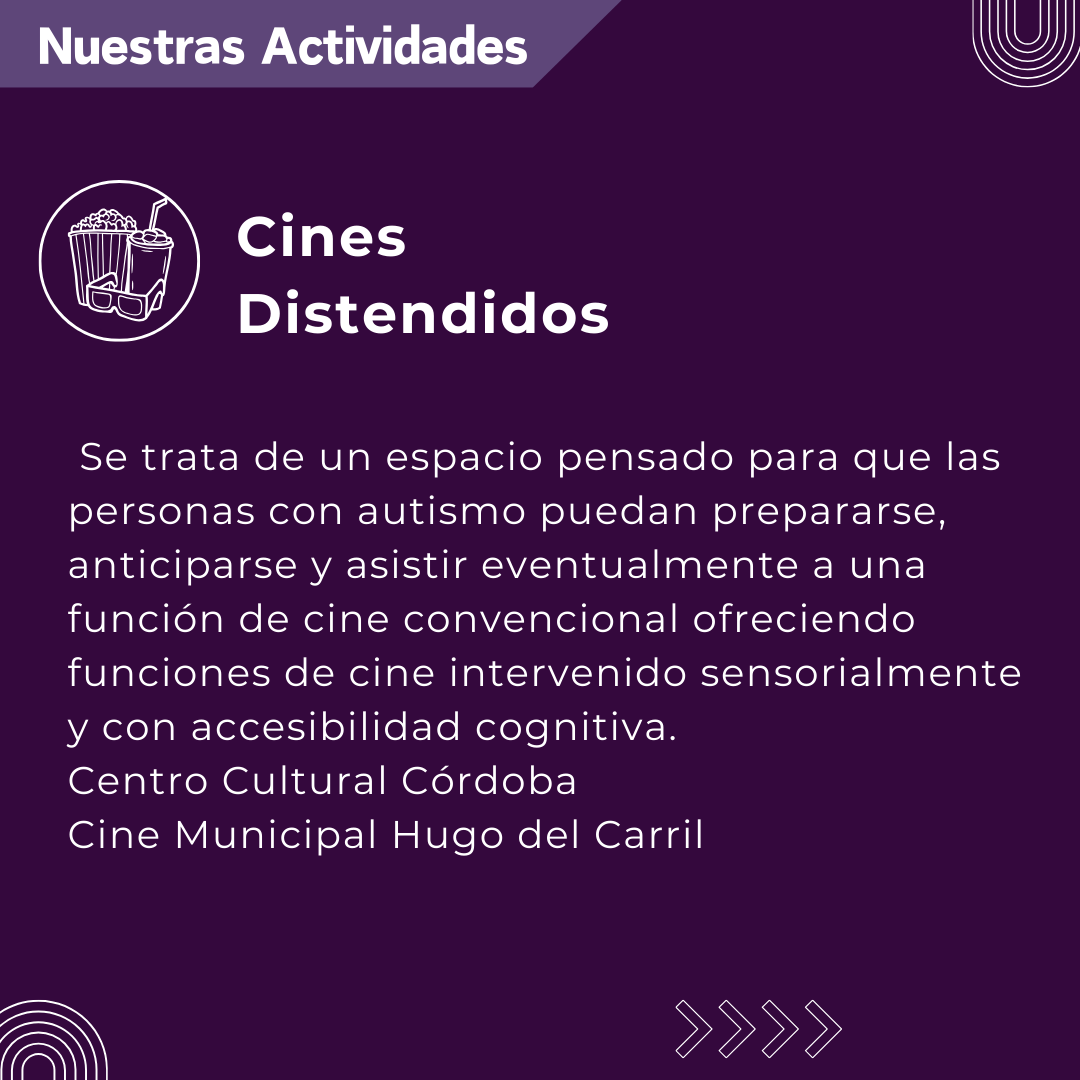 Nuestras Actividades
Cines
Distendidos
Se trata de un espacio pensado para que las
personas con autismo puedan prepararse,
anticiparse y asistir eventualmente a una
función de cine convencional ofreciendo
funciones de cine intervenido sensorialmente
y con accesibilidad cognitiva.
Centro Cultural Córdoba
Cine Municipal Hugo del Carril